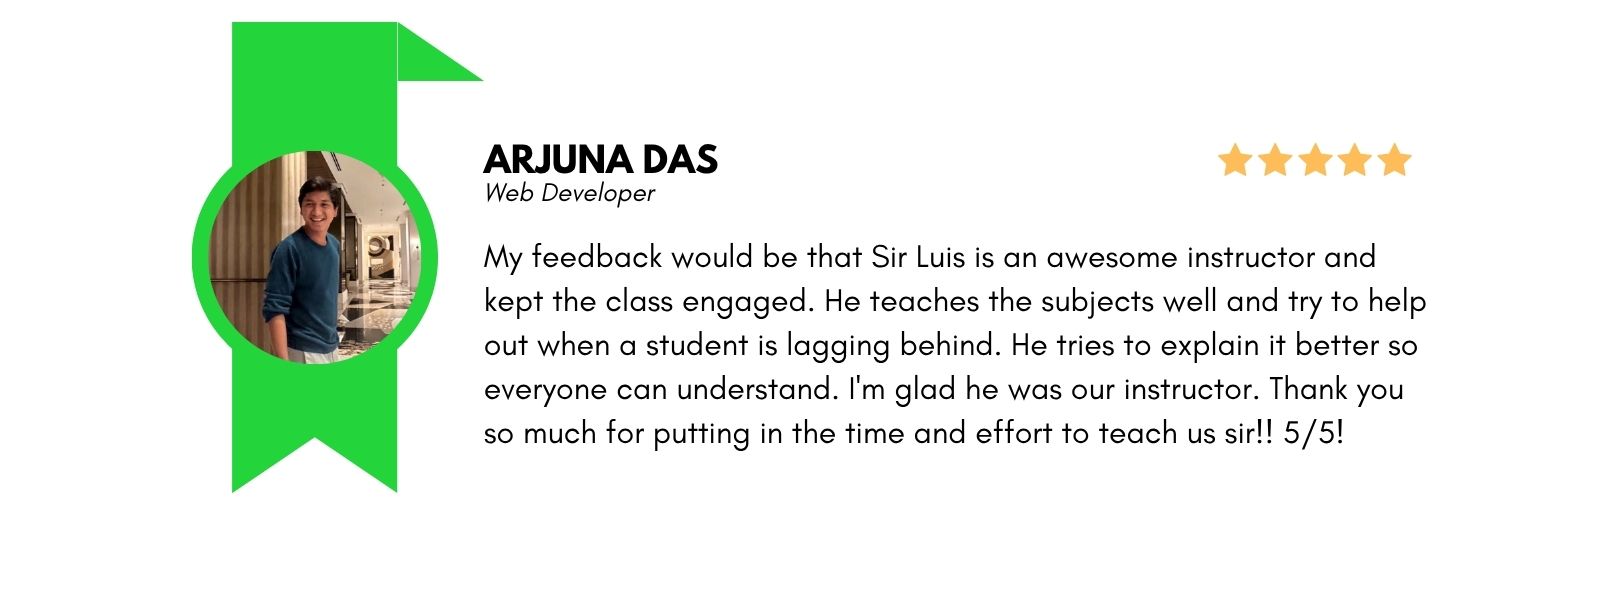 ARJUNA DAS
Web Developer
My feedback would be that Sir Luis is an awesome instructor and
kept the class engaged. He teaches the subjects well and try to help
out when a student is lagging behind. He tries to explain it better so
everyone can understand. I'm glad he was our instructor. Thank you
so much for putting in the time and effort to teach us sir!! 5/5!